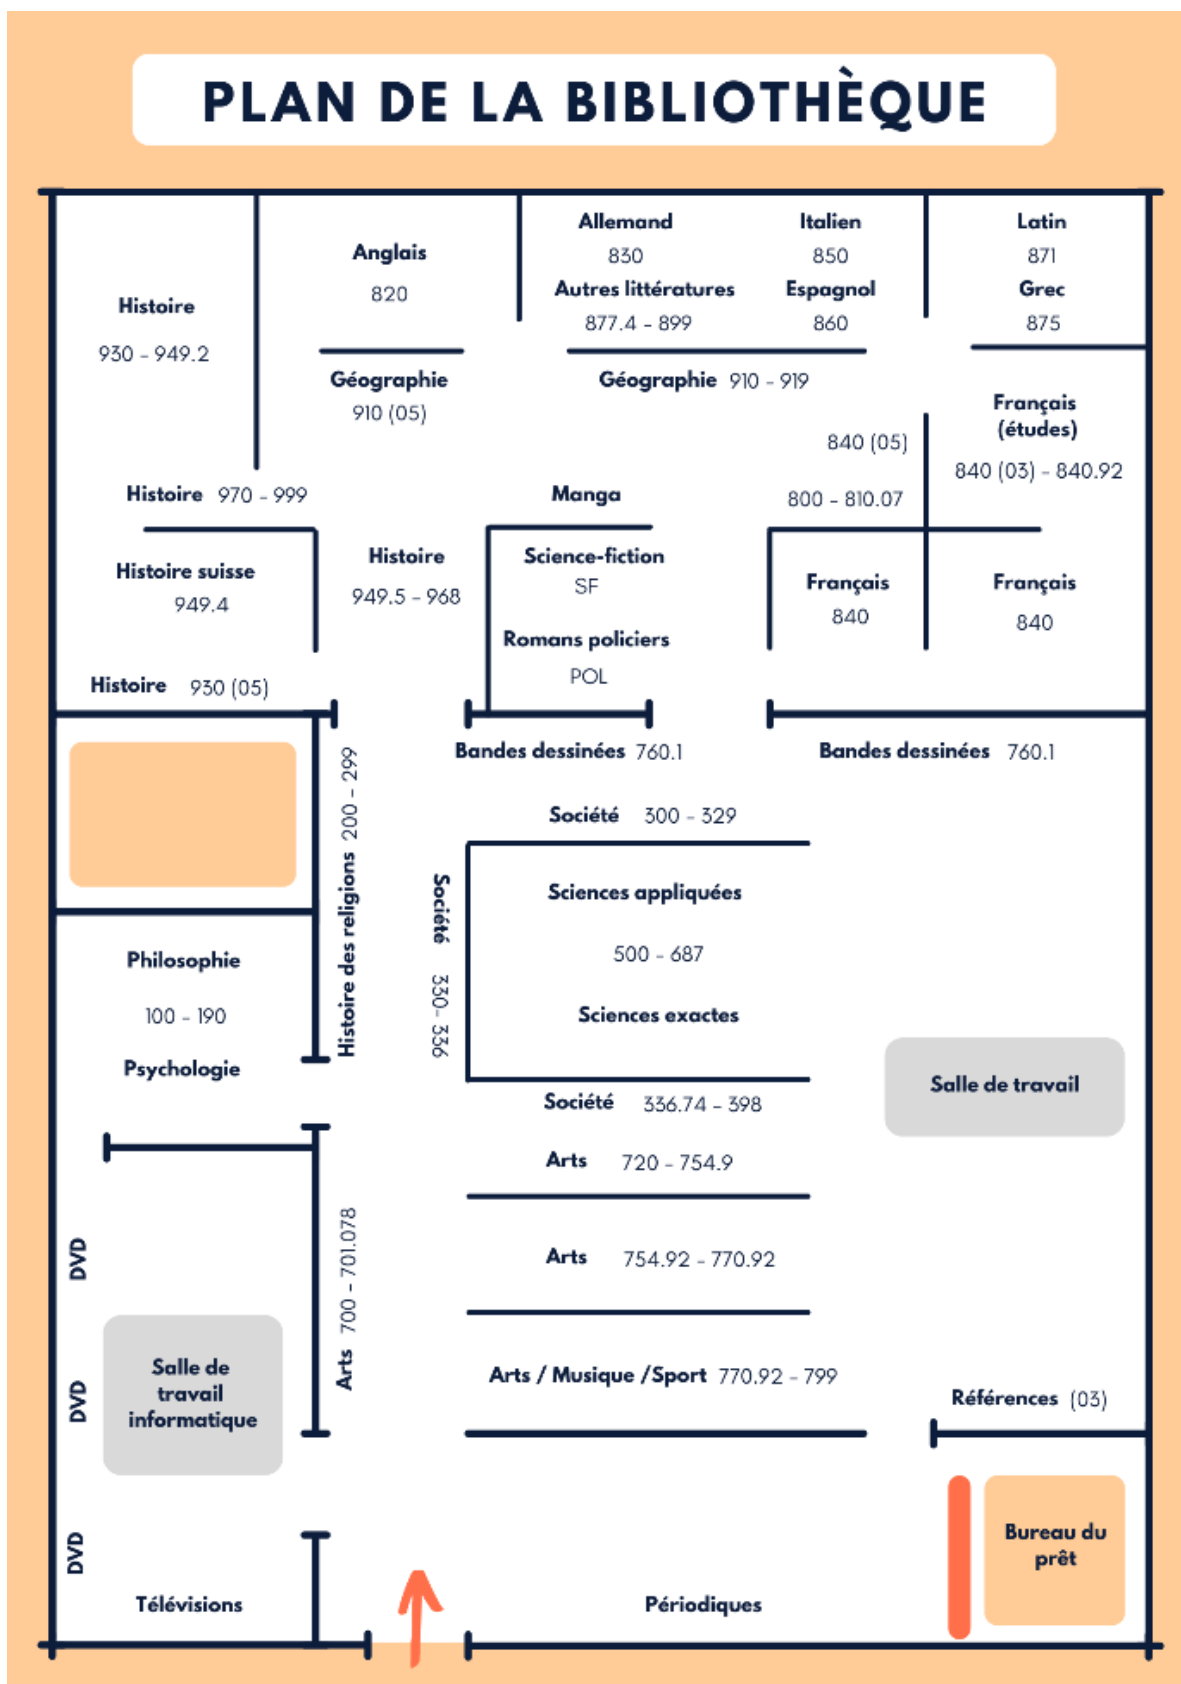 PLAN DE LA BIBLIOTHÈQUE
Allemand
Italien
Latin
Anglais
830
850
871
820
Autres littératures
Espagnol
Grec
Histoire
877.4 - 899
860
875
930 - 949.2
Géographie
Géographie 910 - 919
910 (05)
Français
(études)
840 (05)
840 (03) - 840.92
Histoire 970 - 999
Manga
800 - 810.07
Histoire
949.5 - 968
Science-fiction
SF
Histoire suisse
949.4
Français
840
Français
840
Romans policiers
POL
Histoire 930 (05)
Bandes dessinées 760.1
Bandes dessinées 760.1
Histoire des religions 200 - 299
Société 300 - 329
Société 330- 336
Sciences appliquées
500 - 687
Sciences exactes
Philosophie
100 - 190
Psychologie
Salle de travail
Société 336.74 - 398
Arts 720 - 754.9
DVD
Arts 700 - 701.078
Arts 754.92 - 770.92
Salle de
travail
informatique
DVD
Arts / Musique /Sport 770.92 - 799
Références (03)
DVD
Bureau du
prêt
Télévisions
Périodiques